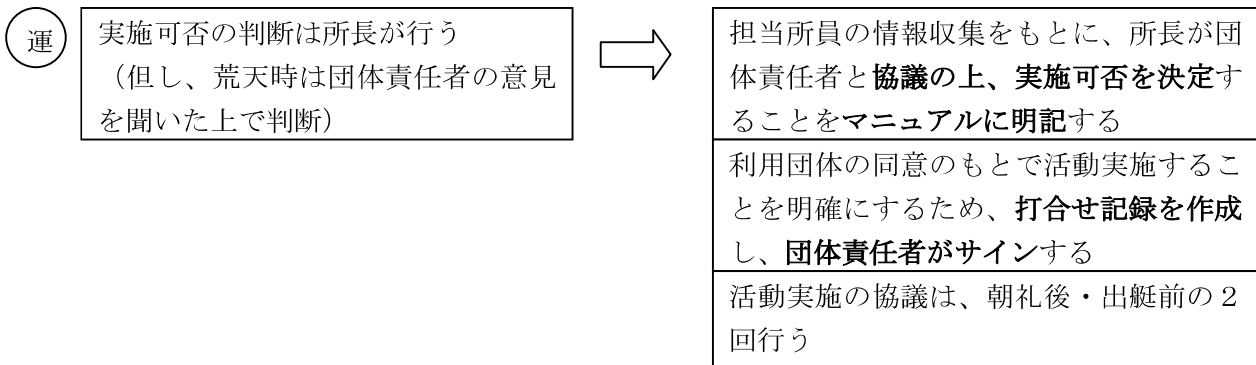 運
実施可否の判断は所長が行う
（但し、荒天時は団体責任者の意見
を聞いた上で判断）
担当所員の情報収集をもとに、所長が団
体責任者と協議の上、実施可否を決定す
ることをマニュアルに明記する
利用団体の同意のもとで活動実施するこ
とを明確にするため、打合せ記録を作成
し、団体責任者がサインする
活動実施の協議は、朝礼後・出艇前の２
回行う